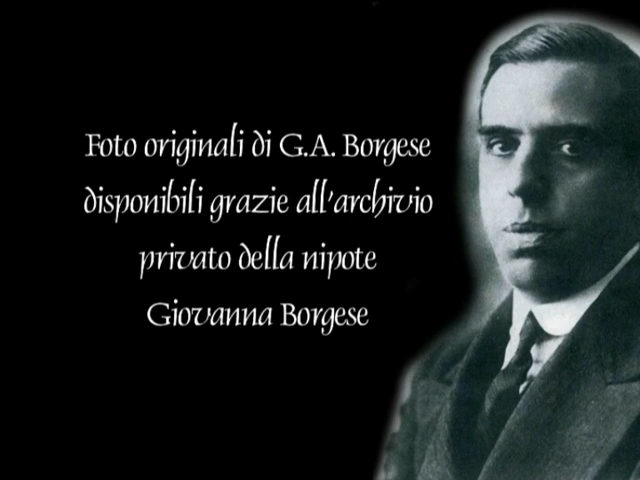 Foto originali di G.A. Borgese
disponibili grazie all'archivio
privato della nipote
Giovanna Borgese